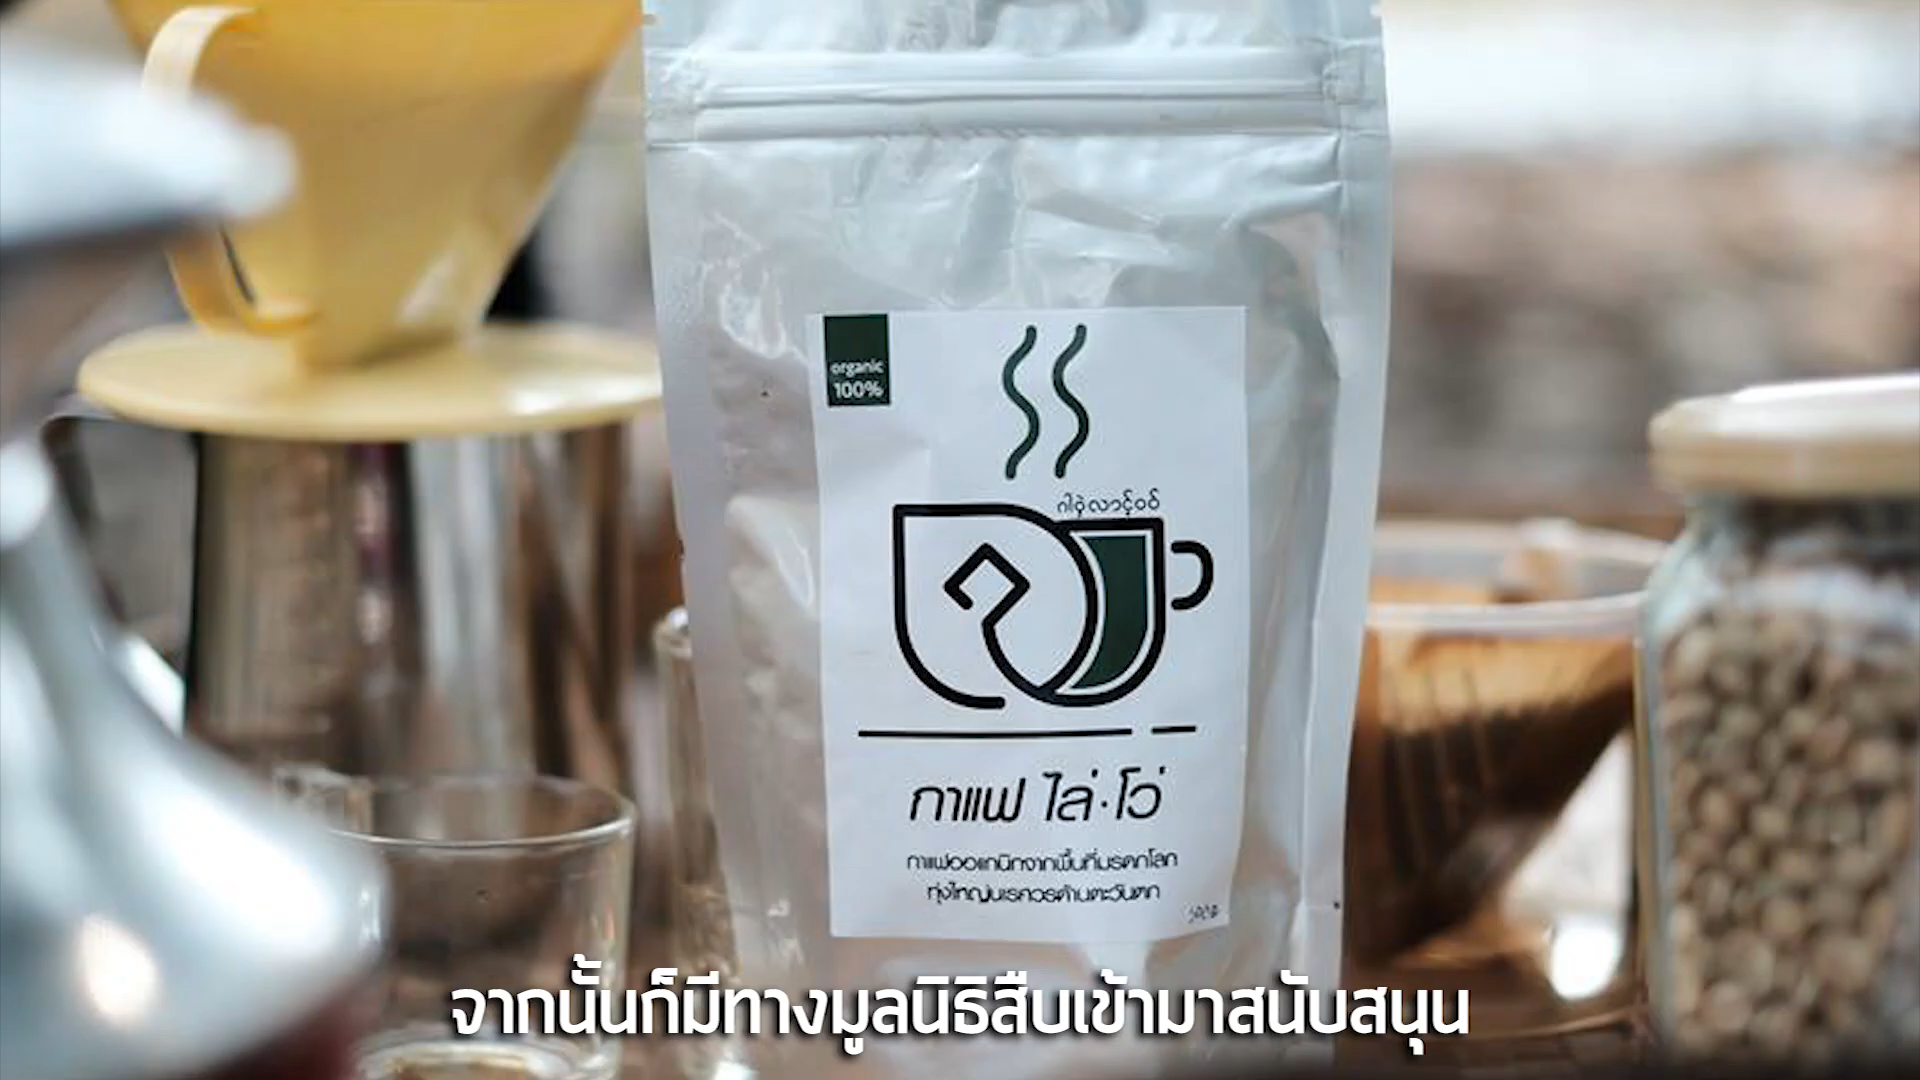 organic
100%
กาแฟ ไล่·โว่
กาแฟออแกนิกจากพื้นที่มรดกโลก
ทุ่งใหญ่นเรศวรด้านตะวันตก
จากนั้นก็มีทางมูลนิธิสืบเข้ามาสนับสนุน